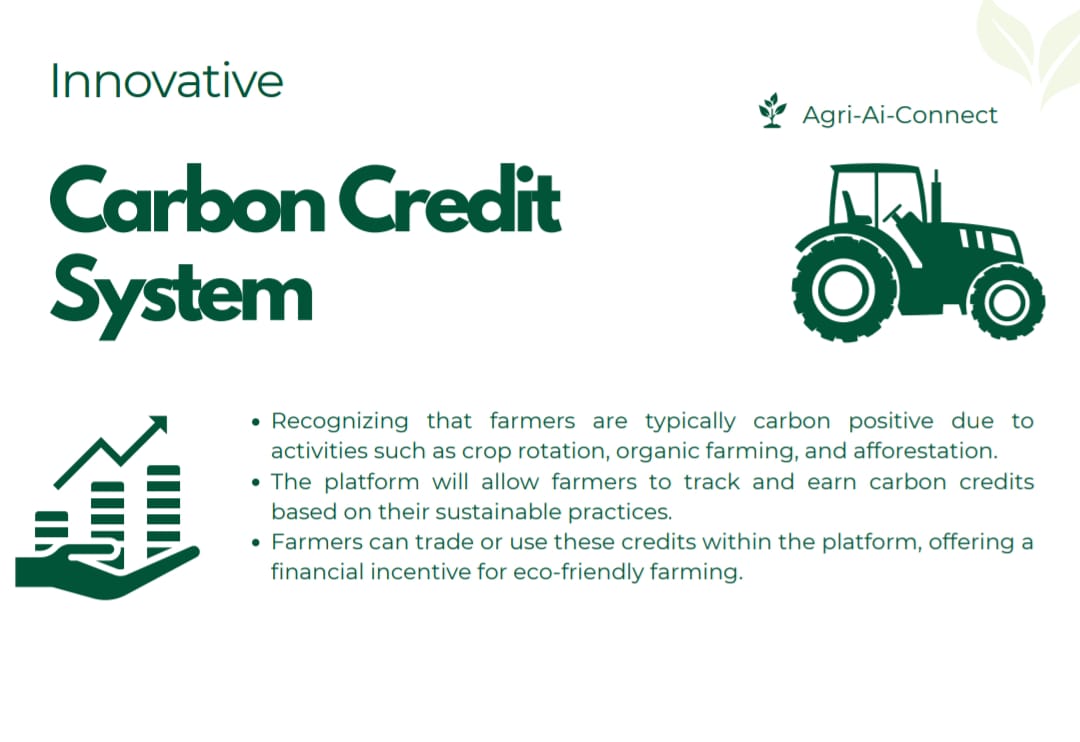 Innovative
Agri-Ai-Connect
Carbon Credit
System
• Recognizing that farmers are typically carbon positive due to
activities such as crop rotation, organic farming, and afforestation.
• The platform will allow farmers to track and earn carbon credits
based on their sustainable practices.
• Farmers can trade or use these credits within the platform, offering a
financial incentive for eco-friendly farming.